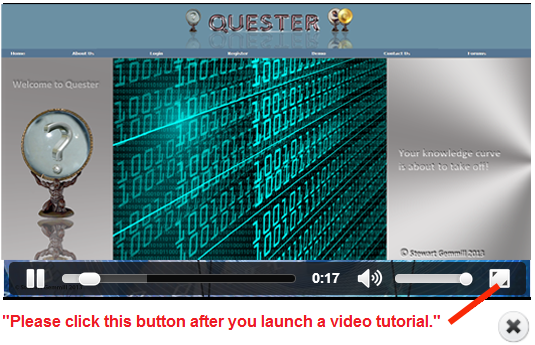 QUESTER
Home About Us Login Register Demo Contact Us Forums
Welcome to Quester
?
Your knowledge curve
is about to take off!
© Stewart Gemmill 2013
0:17
"Please click this button after you launch a video tutorial."